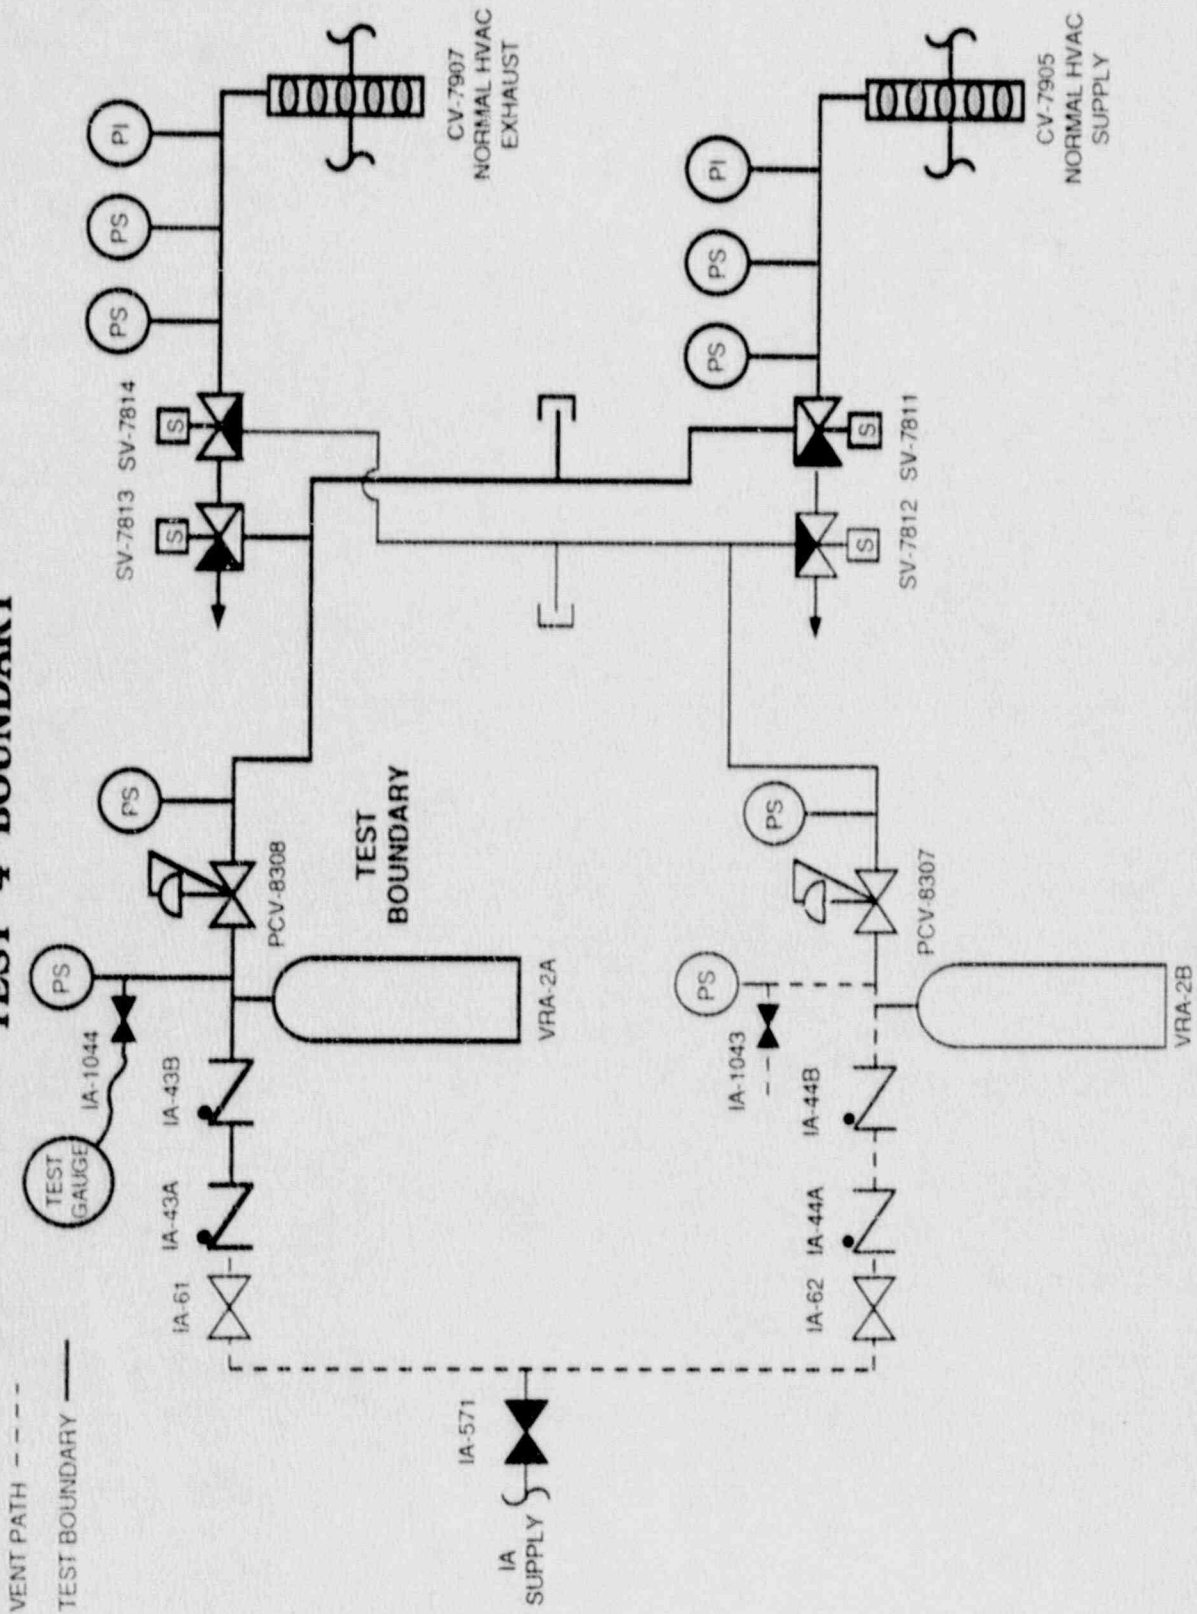 TEST 4 BOUNDARY
VENT PATH
TEST BOUNDARY
TEST
GAUGE
IA-1044
PS
PS
SV-7813
SV-7814
S
S
PS
PS
PI
IA-61
IA-43A
IA-43B
PCV-8308
CV-7907
NORMAL HVAC
EXHAUST
VRA-2A
TEST
BOUNDARY
IA
SUPPLY
IA-571
PS
IA-1043
PS
PS
PS
PI
IA-62
IA-44A
IA-44B
PCV-8307
S
S
SV-7812
SV-7811
CV-7905
NORMAL HVAC
SUPPLY
VRA-2B